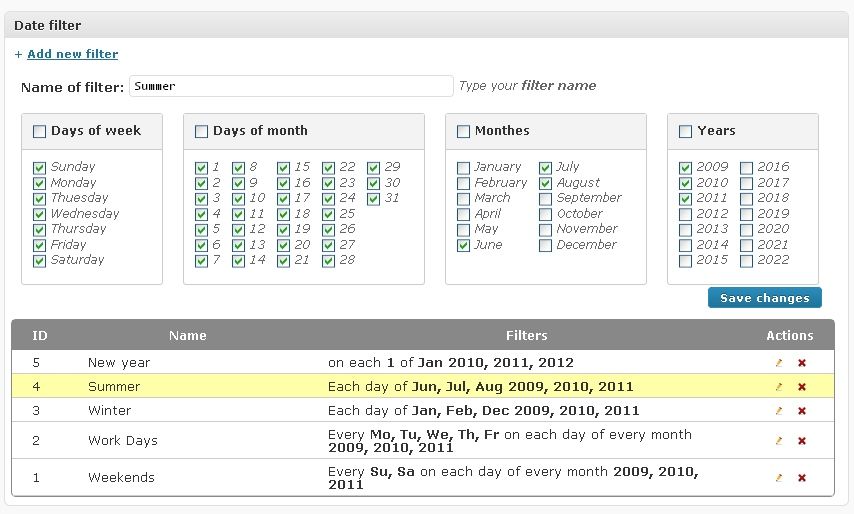 Date filter
+ Add new filter
Name of filter: Summer Type your filter name
Days of week Days of month Monthes Years
Sunday 1 8 15 22 29 January July 2009 2016
Monday 2 9 16 23 30 February August 2010 2017
Thuesday 3 10 17 24 31 March September 2011 2018
Wednesday 4 11 18 25 April October 2012 2019
Thursday 5 12 19 26 May November 2013 2020
Friday 6 13 20 27 June December 2014 2021
Saturday 7 14 21 28 2015 2022
Save changes
ID Name Filters Actions
5 New year on each 1 of Jan 2010, 2011, 2012
4 Summer Each day of Jun, Jul, Aug 2009, 2010, 2011
3 Winter Each day of Jan, Feb, Dec 2009, 2010, 2011
2 Work Days Every Mo, Tu, We, Th, Fr on each day of every month
2009, 2010, 2011
1 Weekends Every Su, Sa on each day of every month 2009, 2010,
2011